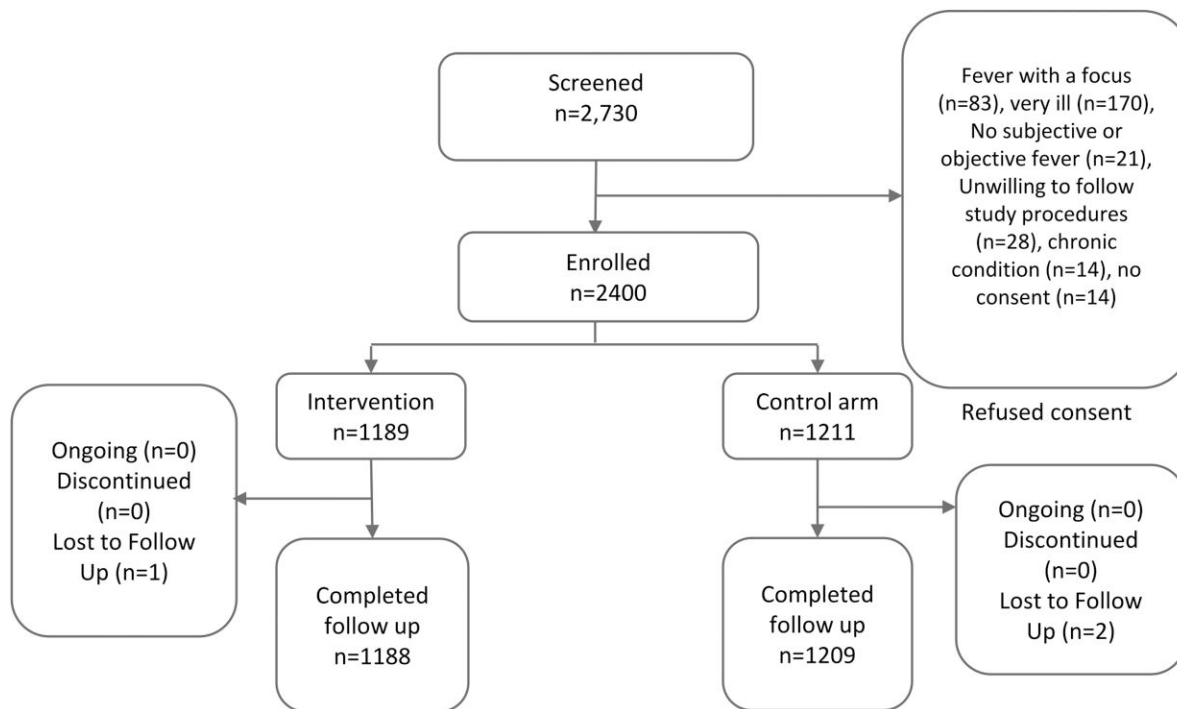 Screened
n=2,730
Fever with a focus
(n=83), very ill (n=170),
No subjective or
objective fever (n=21),
Unwilling to follow
study procedures
(n=28), chronic
condition (n=14), no
consent (n=14)
Enrolled
n=2400
Intervention
n=1189
Control arm
n=1211
Refused consent
Ongoing (n=0)
Discontinued
(n=0)
Lost to Follow
Up (n=1)
Ongoing (n=0)
Discontinued
(n=0)
Lost to Follow
Up (n=2)
Completed
follow up
n=1188
Completed
follow up
n=1209